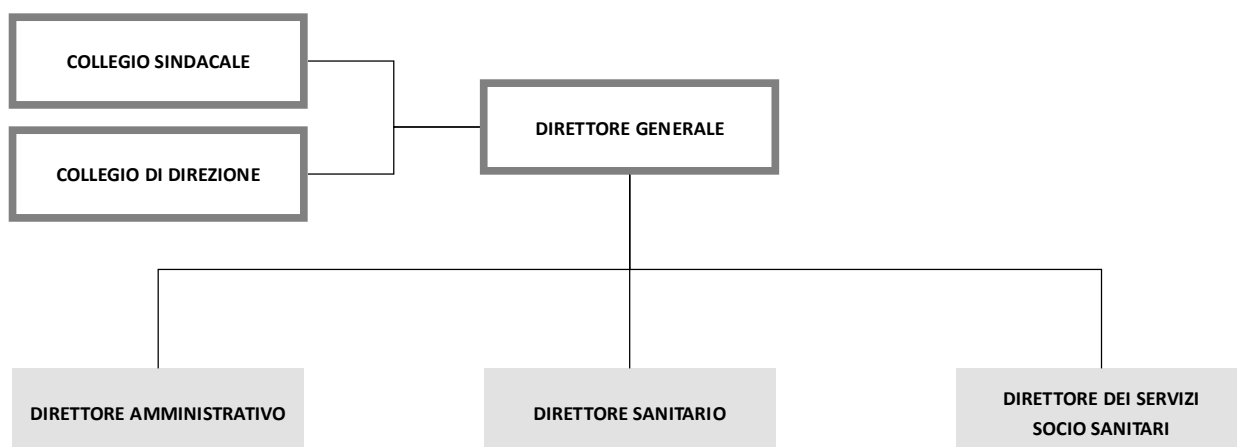 COLLEGIO SINDACALE
COLLEGIO DI DIREZIONE
DIRETTORE GENERALE
DIRETTORE AMMINISTRATIVO
DIRETTORE SANITARIO
DIRETTORE DEI SERVIZI
SOCIO SANITARI